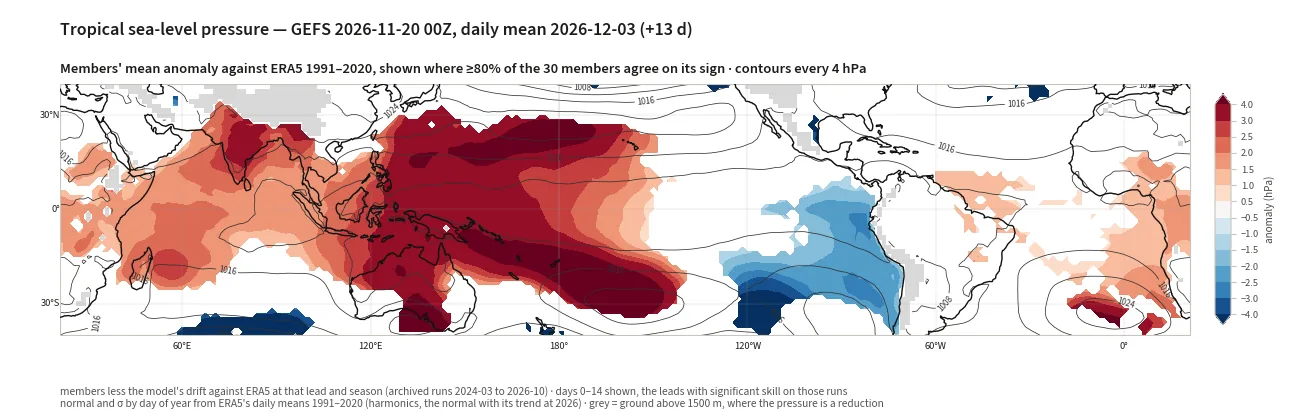 Tropical sea-level pressure — GEFS 2026-11-20 00Z, daily mean 2026-12-03 (+13 d)
Members' mean anomaly against ERA5 1991–2020, shown where ≥80% of the 30 members agree on its sign · contours every 4 hPa
1008
1016
1024
1016
1016
30°N
0°
30°S
1016
1016
1016
1016
1016
1008
1024
1016
60°E
120°E
180°
120°W
60°W
0°
4.0
3.0
2.5
2.0
1.5
1.0
0.5
−0.5
−1.0
−1.5
−2.0
−2.5
−3.0
−4.0
anomaly (hPa)
members less the model's drift against ERA5 at that lead and season (archived runs 2024-03 to 2026-10) · days 0–14 shown, the leads with significant skill on those runs
normal and σ by day of year from ERA5's daily means 1991–2020 (harmonics, the normal with its trend at 2026) · grey = ground above 1500 m, where the pressure is a reduction